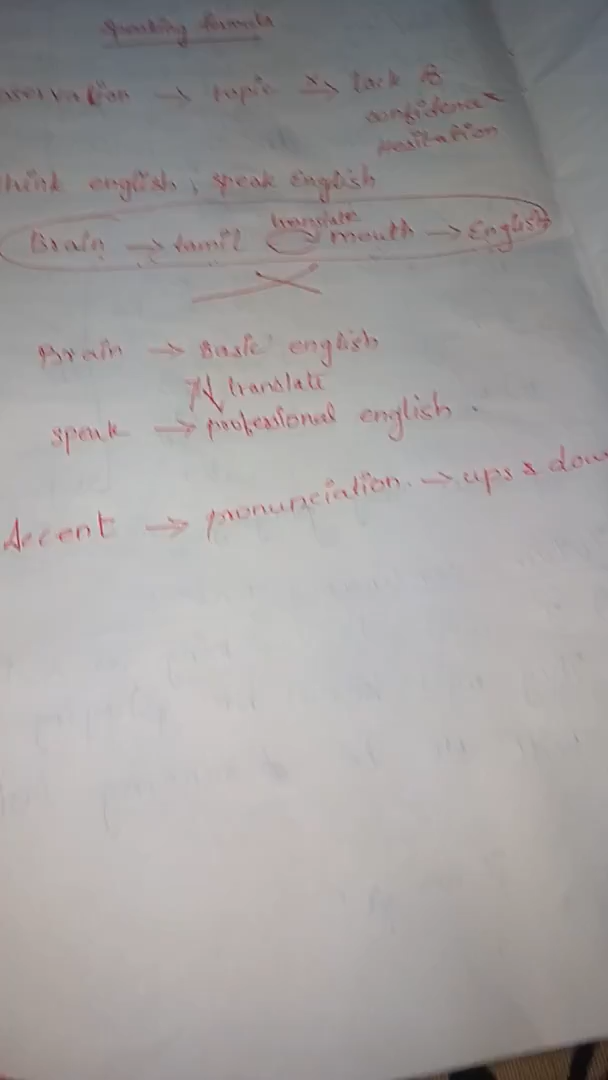 Speaking formula
servation → topic → lack of
confidence
hesitation
think english, speak english
translate
Brain → tamil mouth → English
Brain → Basic english
translate
speak → professional english.
Accent → pronunciation. → ups & dow